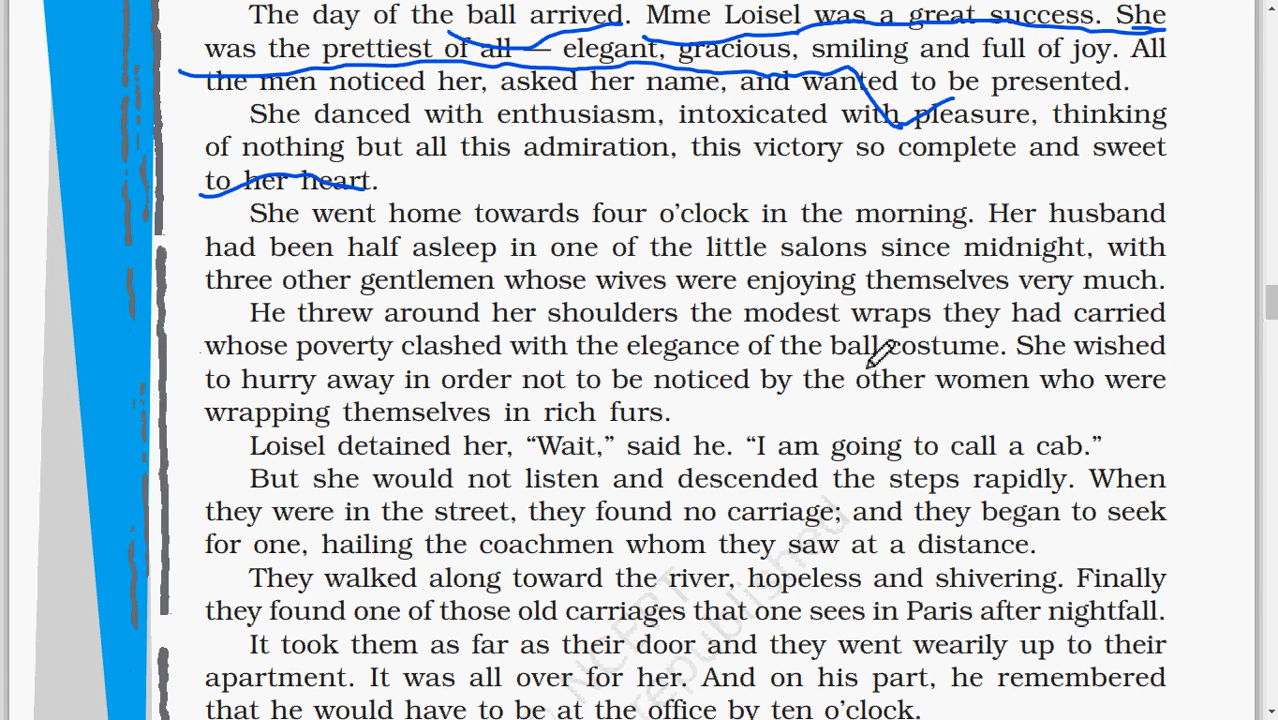 The day of the ball arrived. Mme Loisel was a great success. She
was the prettiest of all — elegant, gracious, smiling and full of joy. All
the men noticed her, asked her name, and wanted to be presented.
She danced with enthusiasm, intoxicated with pleasure, thinking
of nothing but all this admiration, this victory so complete and sweet
to her heart.
She went home towards four o’clock in the morning. Her husband
had been half asleep in one of the little salons since midnight, with
three other gentlemen whose wives were enjoying themselves very much.
He threw around her shoulders the modest wraps they had carried
whose poverty clashed with the elegance of the ball costume. She wished
to hurry away in order not to be noticed by the other women who were
wrapping themselves in rich furs.
Loisel detained her, “Wait,” said he. “I am going to call a cab.”
But she would not listen and descended the steps rapidly. When
they were in the street, they found no carriage; and they began to seek
for one, hailing the coachmen whom they saw at a distance.
They walked along toward the river, hopeless and shivering. Finally
they found one of those old carriages that one sees in Paris after nightfall.
It took them as far as their door and they went wearily up to their
apartment. It was all over for her. And on his part, he remembered
that he would have to be at the office by ten o’clock.
NCERT
republished